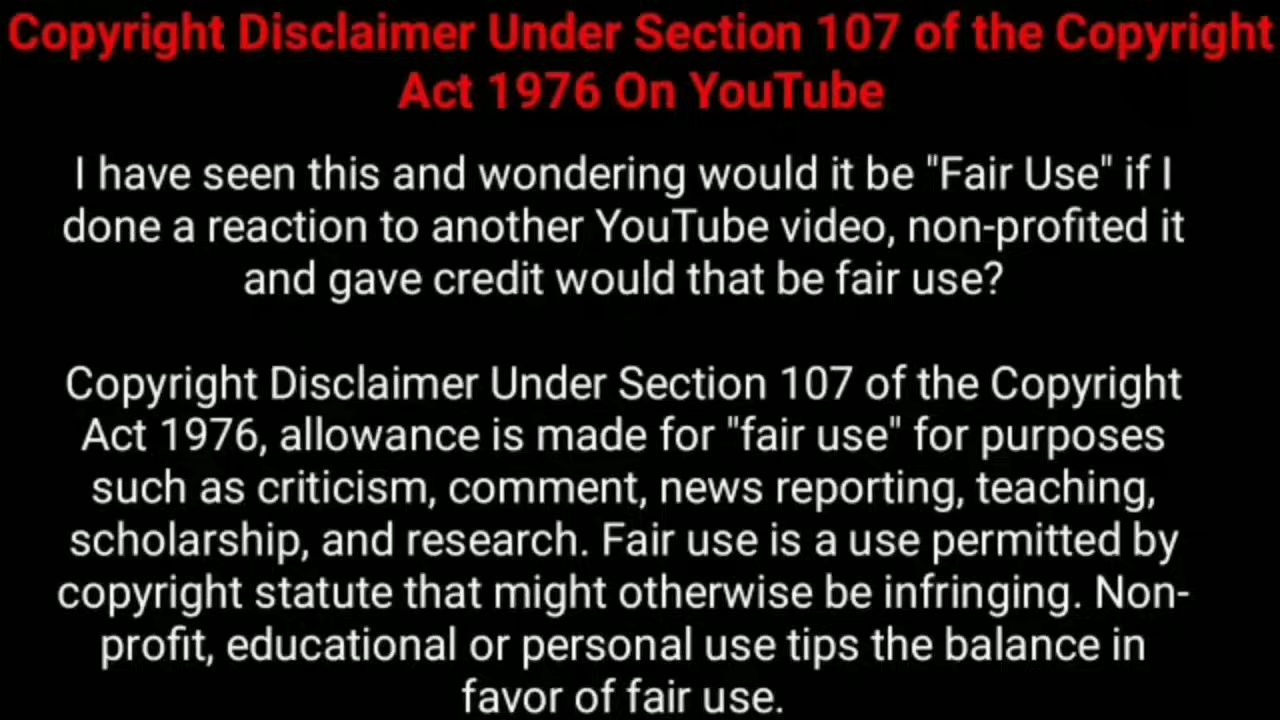 Copyright Disclaimer Under Section 107 of the Copyright
Act 1976 On YouTube
I have seen this and wondering would it be "Fair Use" if I
done a reaction to another YouTube video, non-profited it
and gave credit would that be fair use?
Copyright Disclaimer Under Section 107 of the Copyright
Act 1976, allowance is made for "fair use" for purposes
such as criticism, comment, news reporting, teaching,
scholarship, and research. Fair use is a use permitted by
copyright statute that might otherwise be infringing. Non-
profit, educational or personal use tips the balance in
favor of fair use.